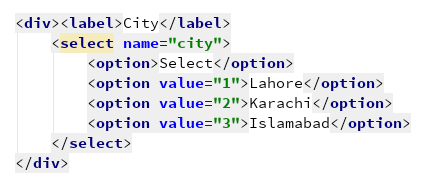 <div><label>City</label>
    <select name="city">
        <option>Select</option>
        <option value="1">Lahore</option>
        <option value="2">Karachi</option>
        <option value="3">Islamabad</option>
    </select>
</div>